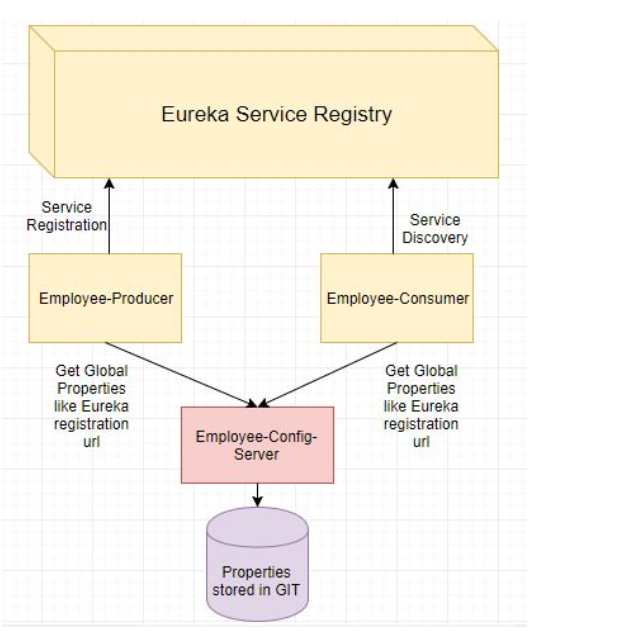 Eureka Service Registry
Service
Registration
Service
Discovery
Employee-Producer
Employee-Consumer
Get Global
Properties
like Eureka
registration
url
Get Global
Properties
like Eureka
registration
url
Employee-Config-
Server
Properties
stored in GIT